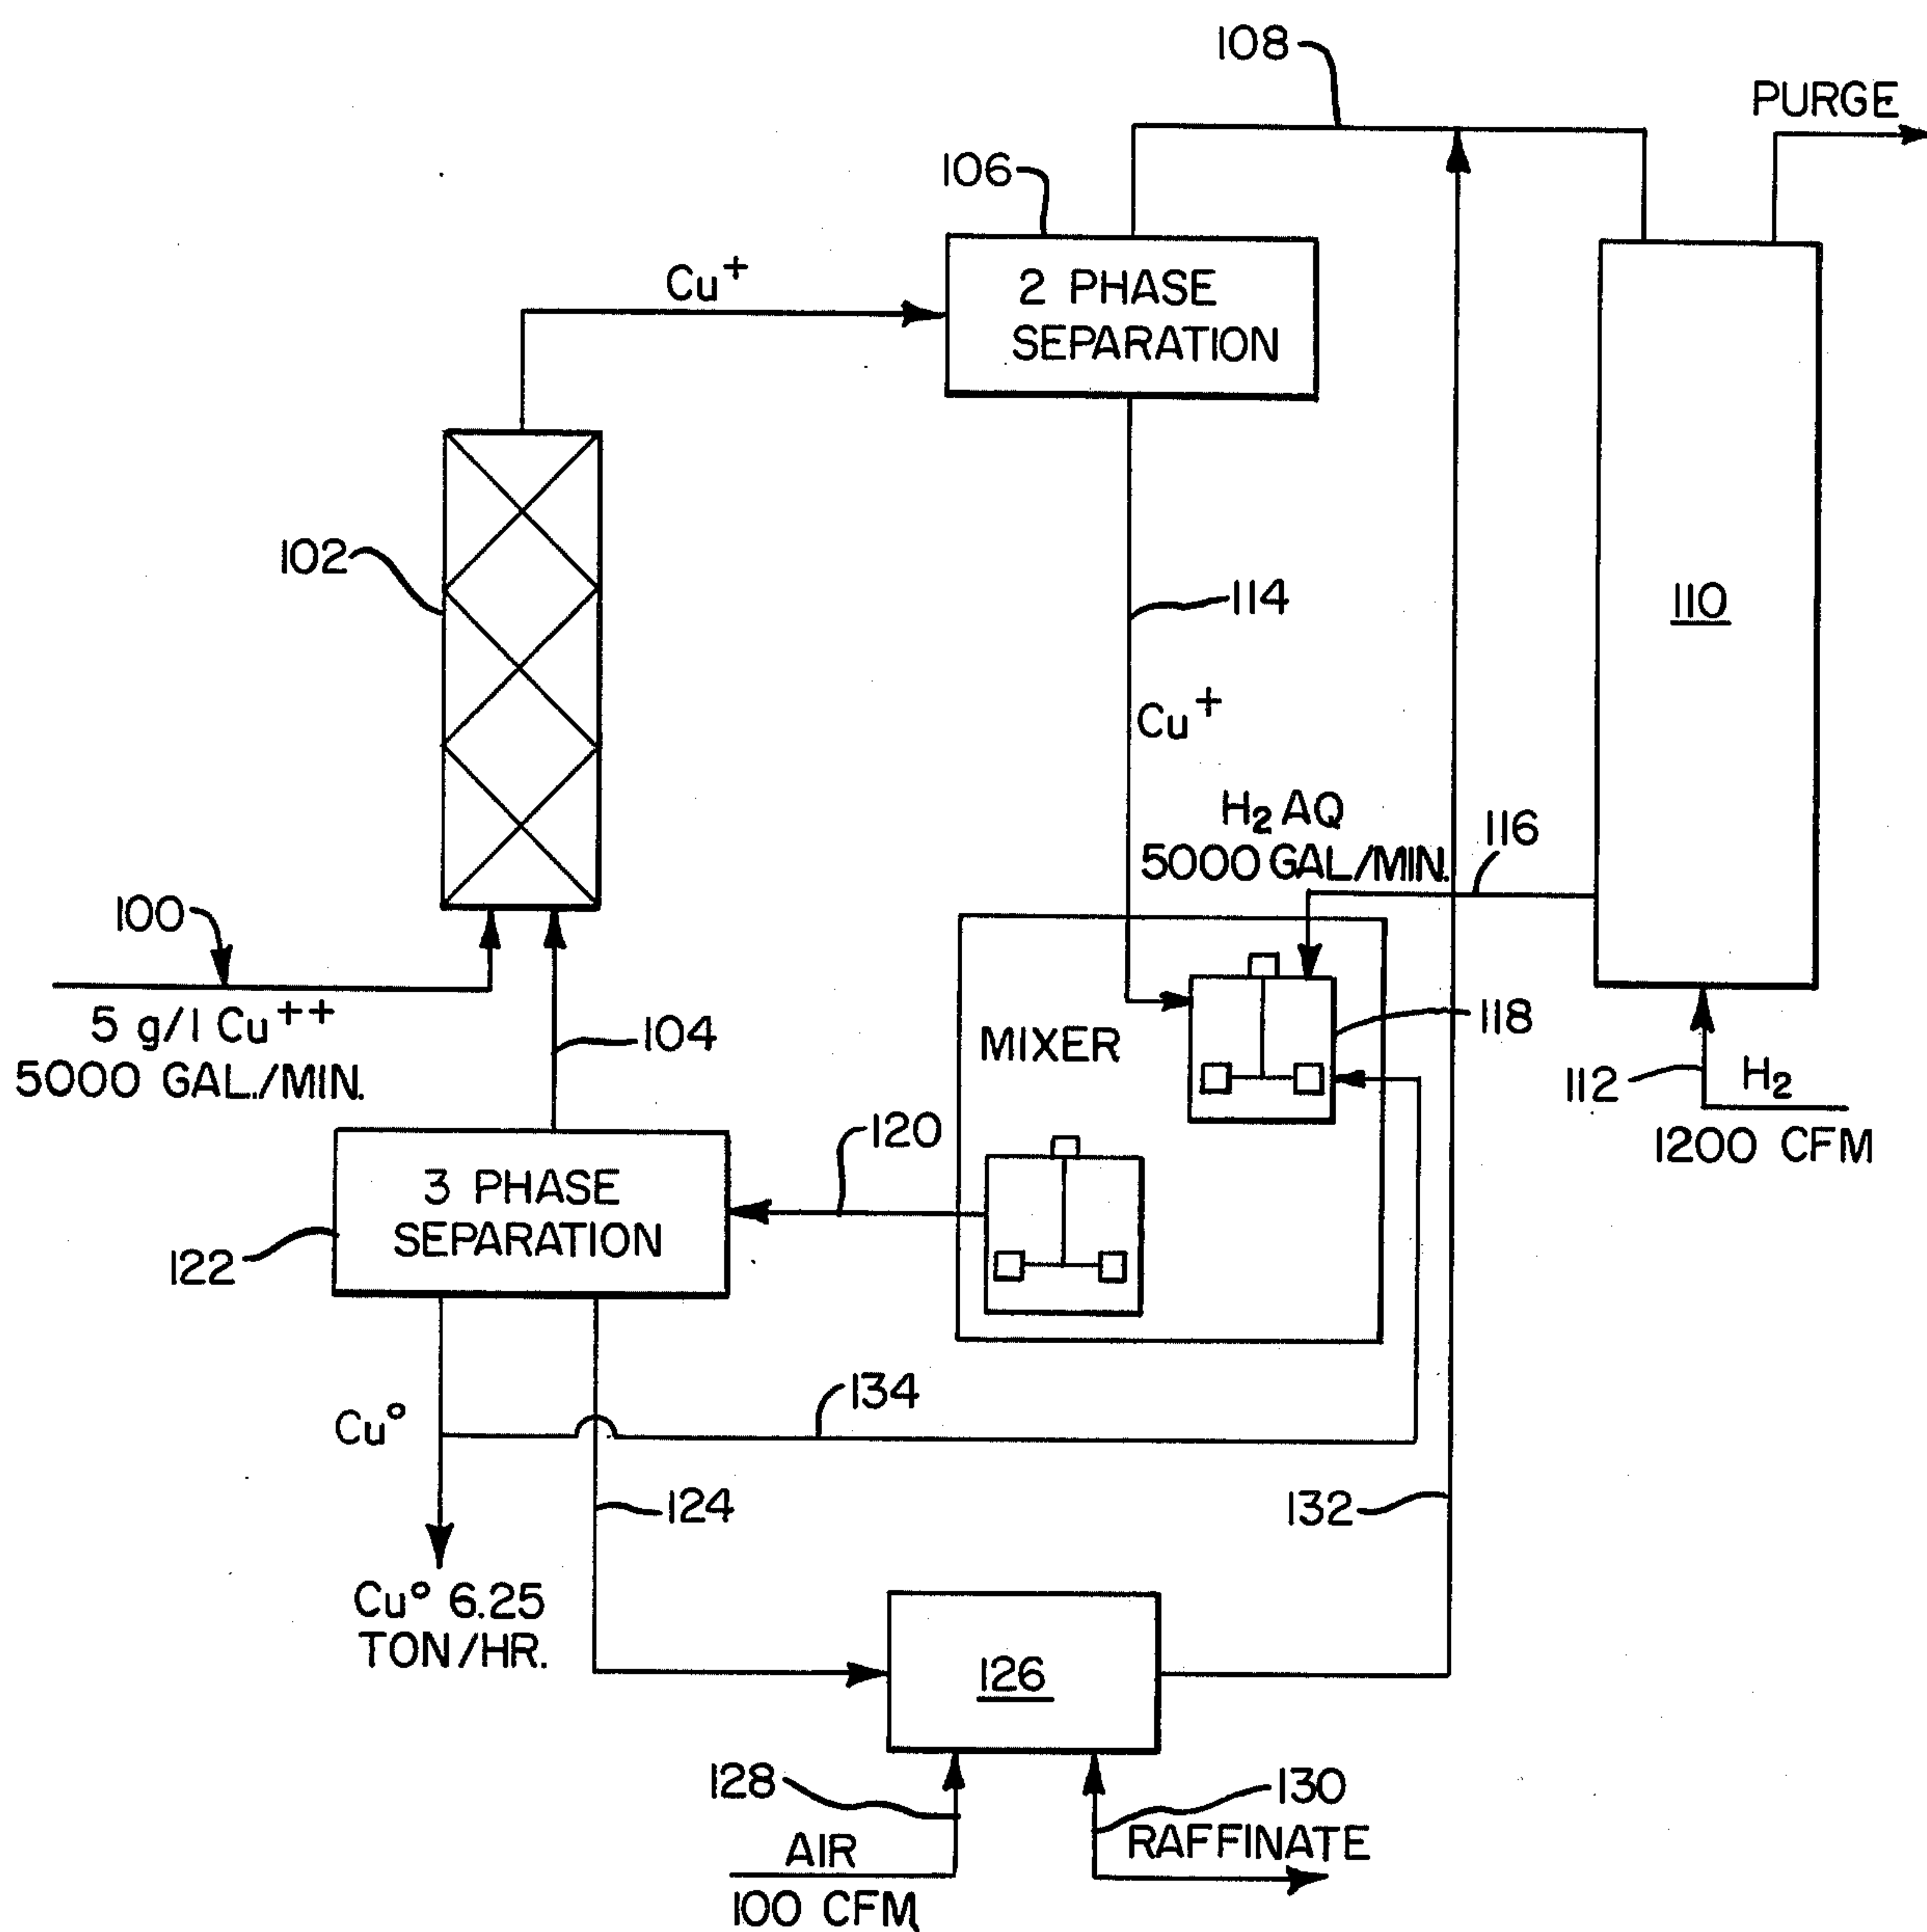 108
PURGE
106
2 PHASE
SEPARATION
Cu+
102
110
114
Cu+
H2 AQ
5000 GAL/MIN.
116
100
5 g/l Cu++
5000 GAL./MIN.
104
MIXER
118
112
H2
1200 CFM
120
3 PHASE
SEPARATION
122
134
Cu°
124
132
Cu° 6.25
TON/HR.
126
128
130
AIR
RAFFINATE
100 CFM